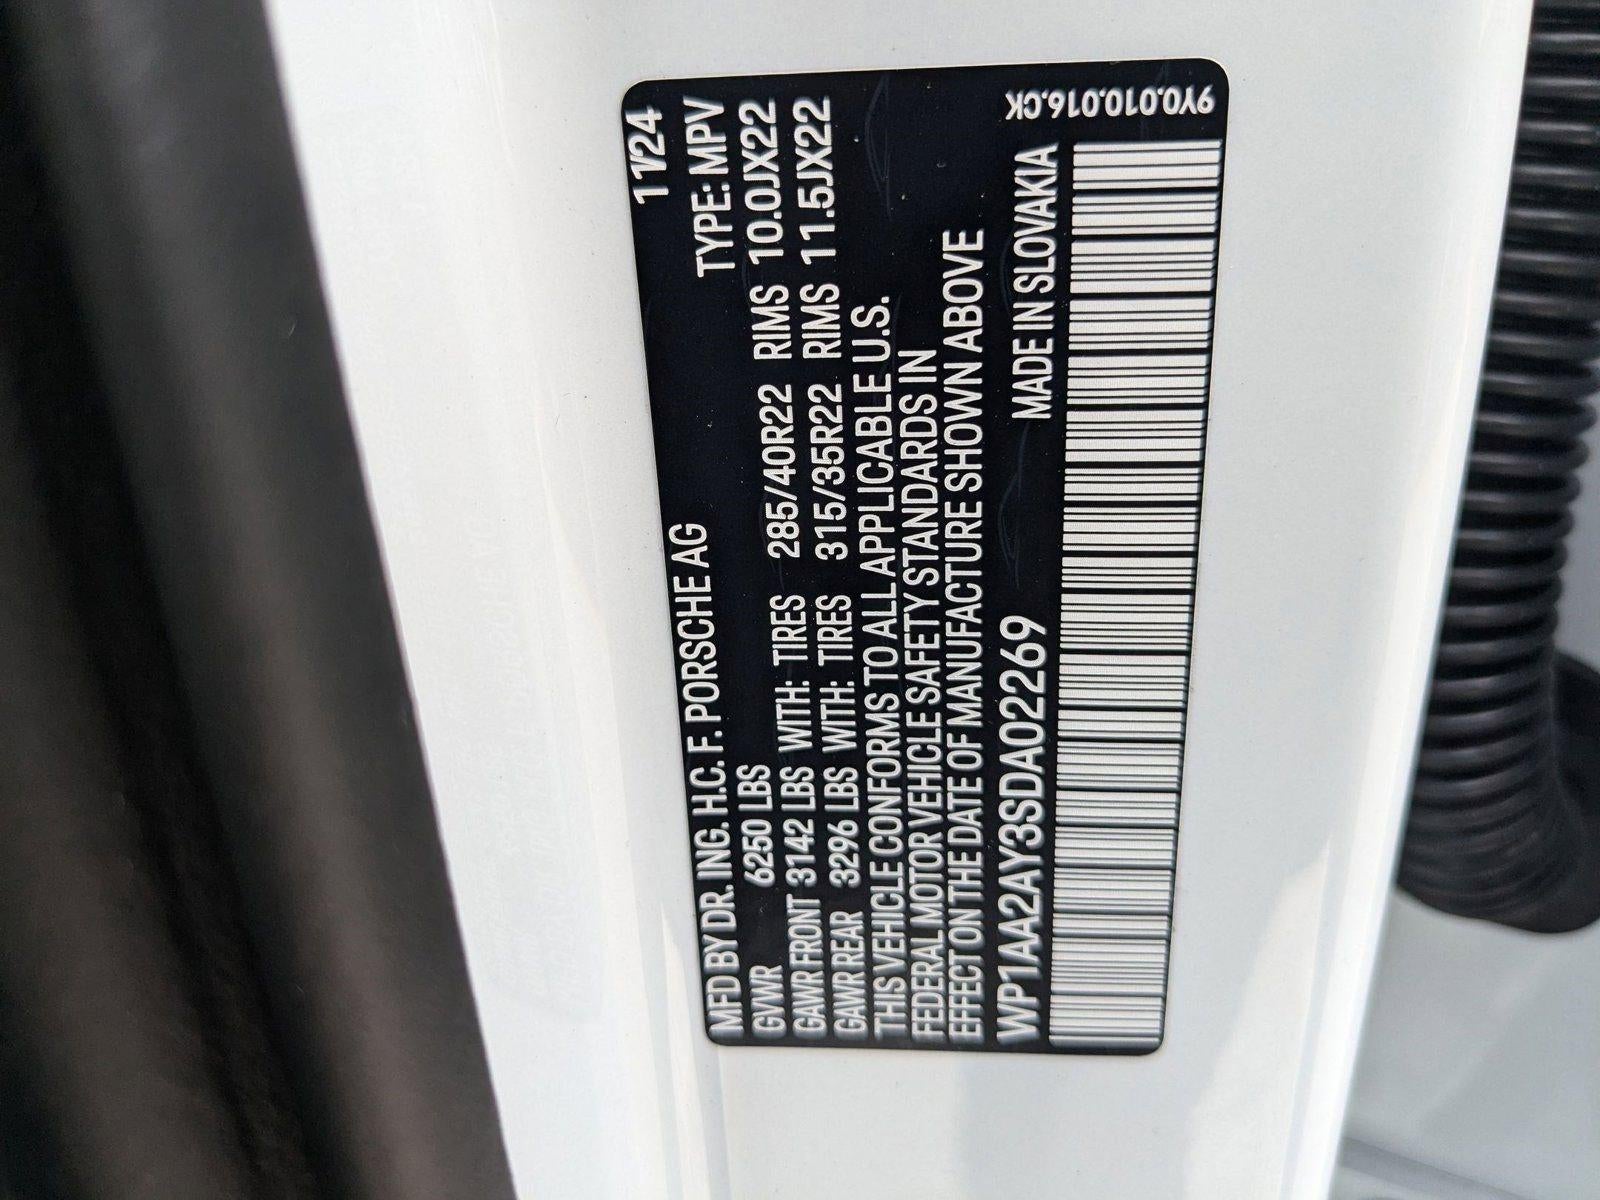 MFD BY DR. ING. H.C. F. PORSCHE AG 11/24
GVWR 6250 LBS TYPE: MPV
GAWR FRONT 3142 LBS WITH: TIRES 285/40R22 RIMS 10.0JX22
GAWR REAR 3296 LBS WITH: TIRES 315/35R22 RIMS 11.5JX22
THIS VEHICLE CONFORMS TO ALL APPLICABLE U.S.
FEDERAL MOTOR VEHICLE SAFETY STANDARDS IN
EFFECT ON THE DATE OF MANUFACTURE SHOWN ABOVE
WP1AA2AY3SDA02269 MADE IN SLOVAKIA
9Y0.010.016.CK